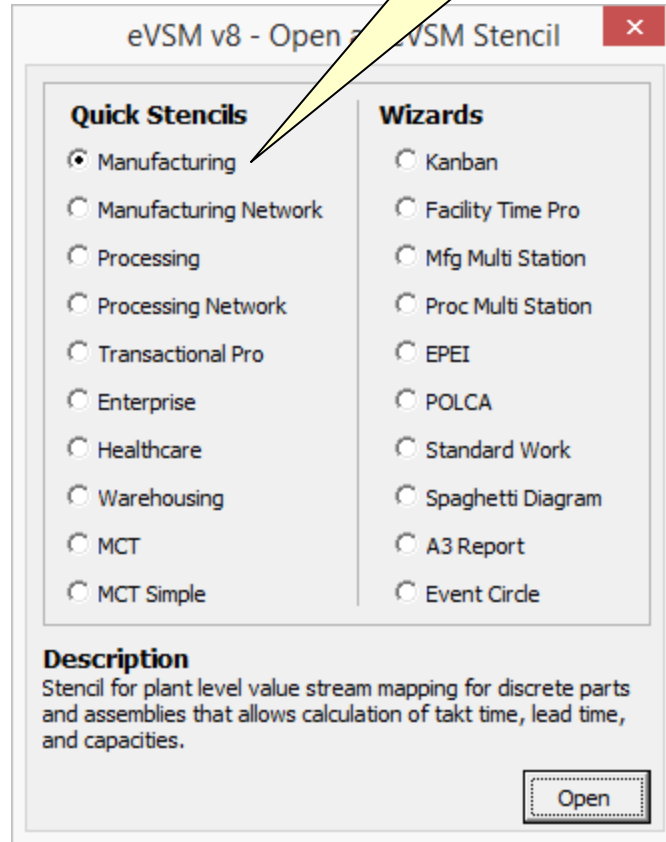 eVSM v8 - Open a eVSM Stencil
Quick Stencils
Manufacturing
Manufacturing Network
Processing
Processing Network
Transactional Pro
Enterprise
Healthcare
Warehousing
MCT
MCT Simple
Wizards
Kanban
Facility Time Pro
Mfg Multi Station
Proc Multi Station
EPEI
POLCA
Standard Work
Spaghetti Diagram
A3 Report
Event Circle
Description
Stencil for plant level value stream mapping for discrete parts
and assemblies that allows calculation of takt time, lead time,
and capacities.
Open